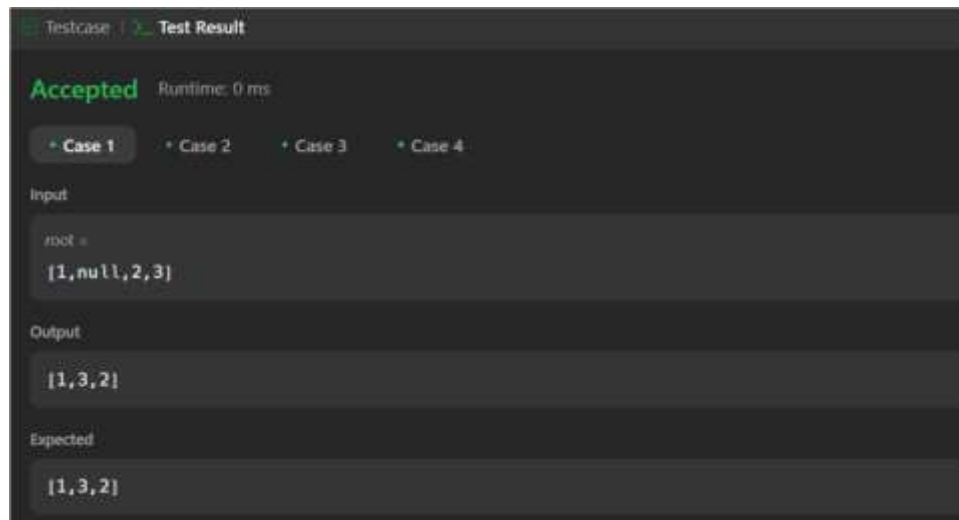 Testcase | >_ Test Result
Accepted Runtime: 0 ms
• Case 1 • Case 2 • Case 3 • Case 4
Input
root =
[1,null,2,3]
Output
[1,3,2]
Expected
[1,3,2]